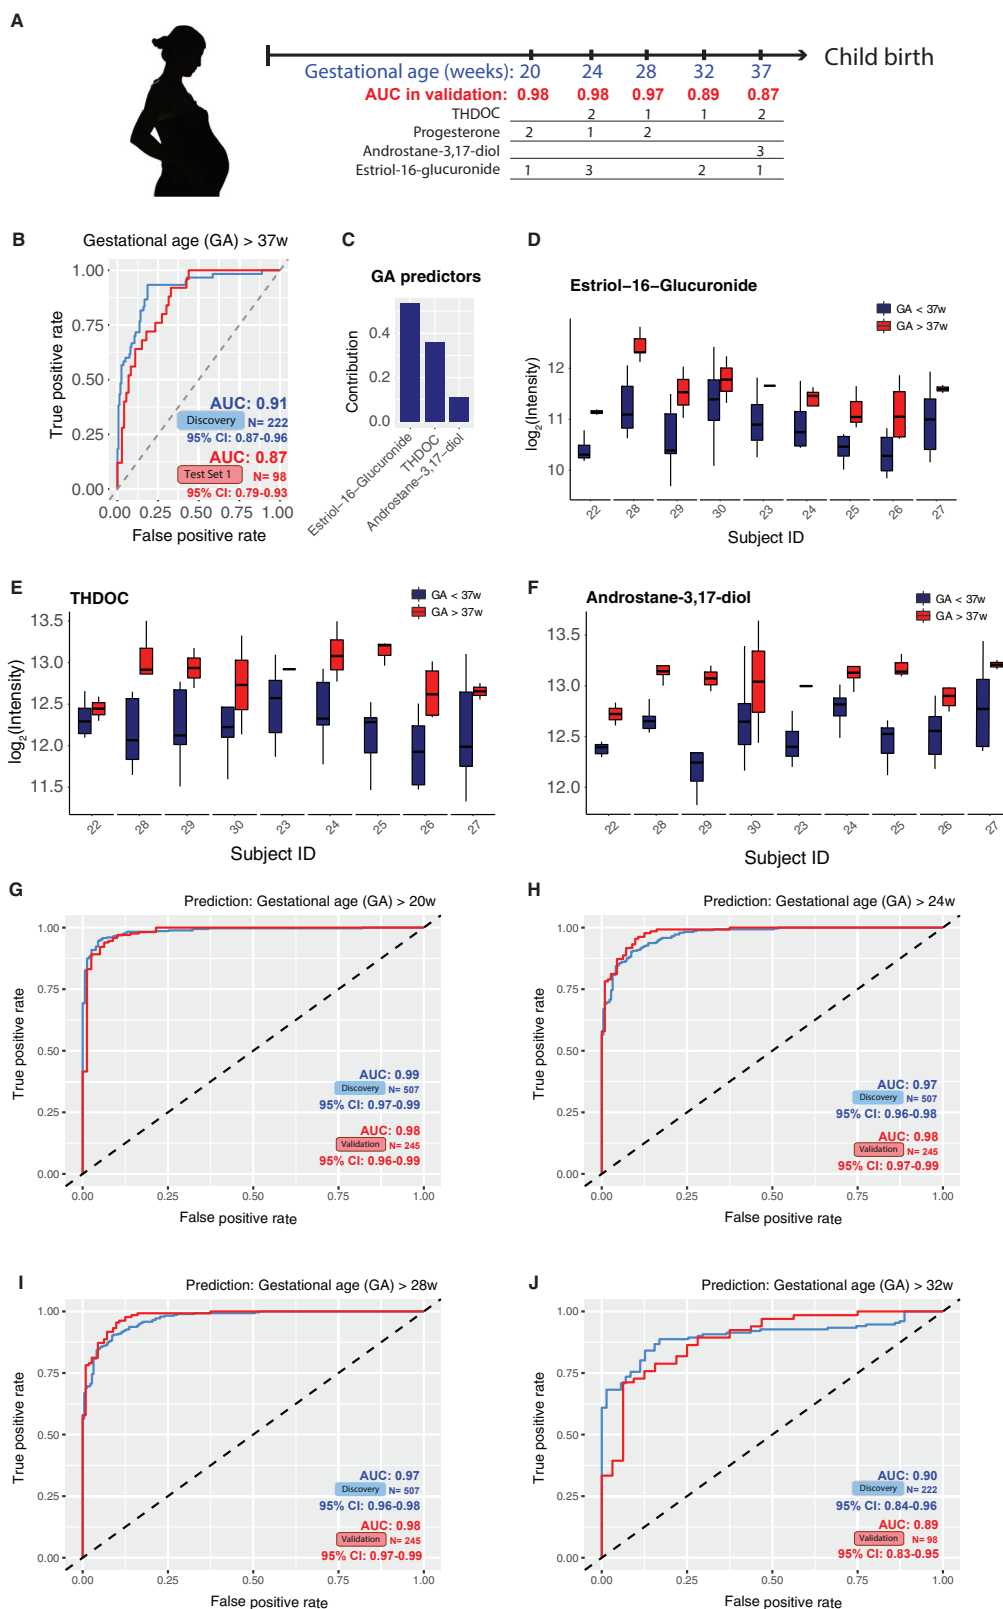 A
Child birth
Gestational age (weeks): 20 24 28 32 37
AUC in validation: 0.98 0.98 0.97 0.89 0.87
THDOC 2 1 1 2
Progesterone 2 1 2
Androstane-3,17-diol 3
Estriol-16-glucuronide 1 3 2 1
B
Gestational age (GA) > 37w
True positive rate
1.00
0.75
0.50
0.25
0.00
AUC: 0.91
Discovery N= 222
95% CI: 0.87-0.96
AUC: 0.87
Test Set 1 N= 98
95% CI: 0.79-0.93
0.00 0.25 0.50 0.75 1.00
False positive rate
C
GA predictors
Contribution
0.4
0.2
0.0
Estriol−16−Glucuronide
THDOC
Androstane−3,17−diol
D
Estriol−16−Glucuronide
GA < 37w
GA > 37w
log2(Intensity)
12
11
10
22 28 29 30 23 24 25 26 27
Subject ID
E
THDOC
GA < 37w
GA > 37w
log2(Intensity)
13.5
13.0
12.5
12.0
11.5
22 28 29 30 23 24 25 26 27
Subject ID
F
Androstane-3,17-diol
GA < 37w
GA > 37w
13.5
13.0
12.5
12.0
22 28 29 30 23 24 25 26 27
Subject ID
G
Prediction: Gestational age (GA) > 20w
True positive rate
1.00
0.75
0.50
0.25
0.00
AUC: 0.99
Discovery N= 507
95% CI: 0.97-0.99
AUC: 0.98
Validation N= 245
95% CI: 0.96-0.99
0.00 0.25 0.50 0.75 1.00
False positive rate
H
Prediction: Gestational age (GA) > 24w
True positive rate
1.00
0.75
0.50
0.25
0.00
AUC: 0.97
Discovery N= 507
95% CI: 0.96-0.98
AUC: 0.98
Validation N= 245
95% CI: 0.97-0.99
0.00 0.25 0.50 0.75 1.00
False positive rate
I
Prediction: Gestational age (GA) > 28w
True positive rate
1.00
0.75
0.50
0.25
0.00
AUC: 0.97
Discovery N= 507
95% CI: 0.96-0.98
AUC: 0.98
Validation N= 245
95% CI: 0.97-0.99
0.00 0.25 0.50 0.75 1.00
False positive rate
J
Prediction: Gestational age (GA) > 32w
True positive rate
1.00
0.75
0.50
0.25
0.00
AUC: 0.90
Discovery N= 222
95% CI: 0.84-0.96
AUC: 0.89
Validation N= 98
95% CI: 0.83-0.95
0.00 0.25 0.50 0.75 1.00
False positive rate